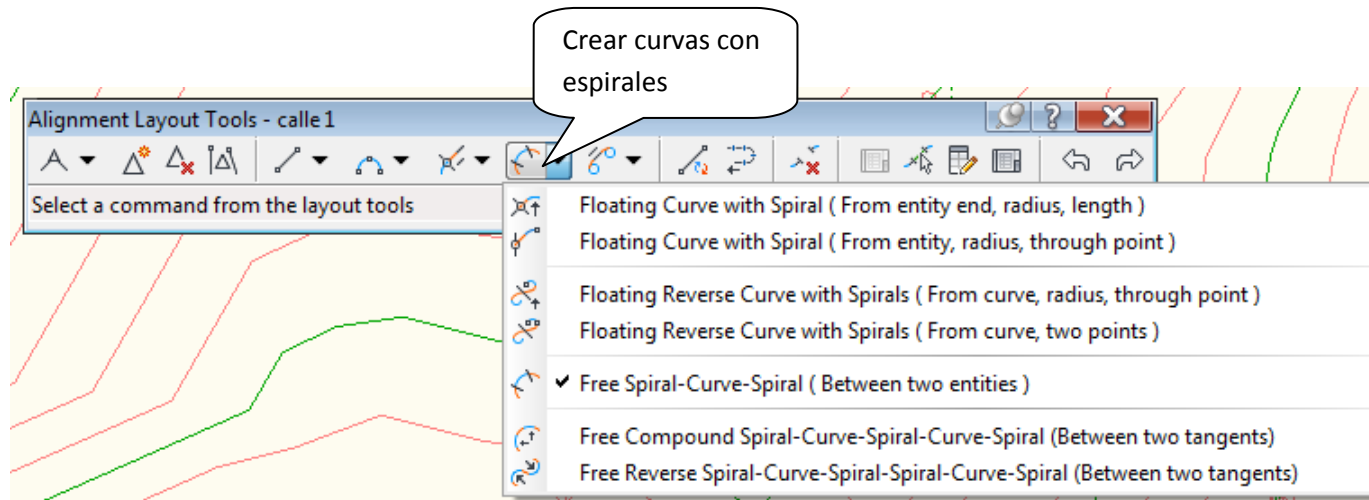 Crear curvas con
espirales
Alignment Layout Tools - calle 1
Select a command from the layout tools
Floating Curve with Spiral ( From entity end, radius, length )
Floating Curve with Spiral ( From entity, radius, through point )
Floating Reverse Curve with Spirals ( From curve, radius, through point )
Floating Reverse Curve with Spirals ( From curve, two points )
Free Spiral-Curve-Spiral ( Between two entities )
Free Compound Spiral-Curve-Spiral-Curve-Spiral (Between two tangents)
Free Reverse Spiral-Curve-Spiral-Spiral-Curve-Spiral (Between two tangents)